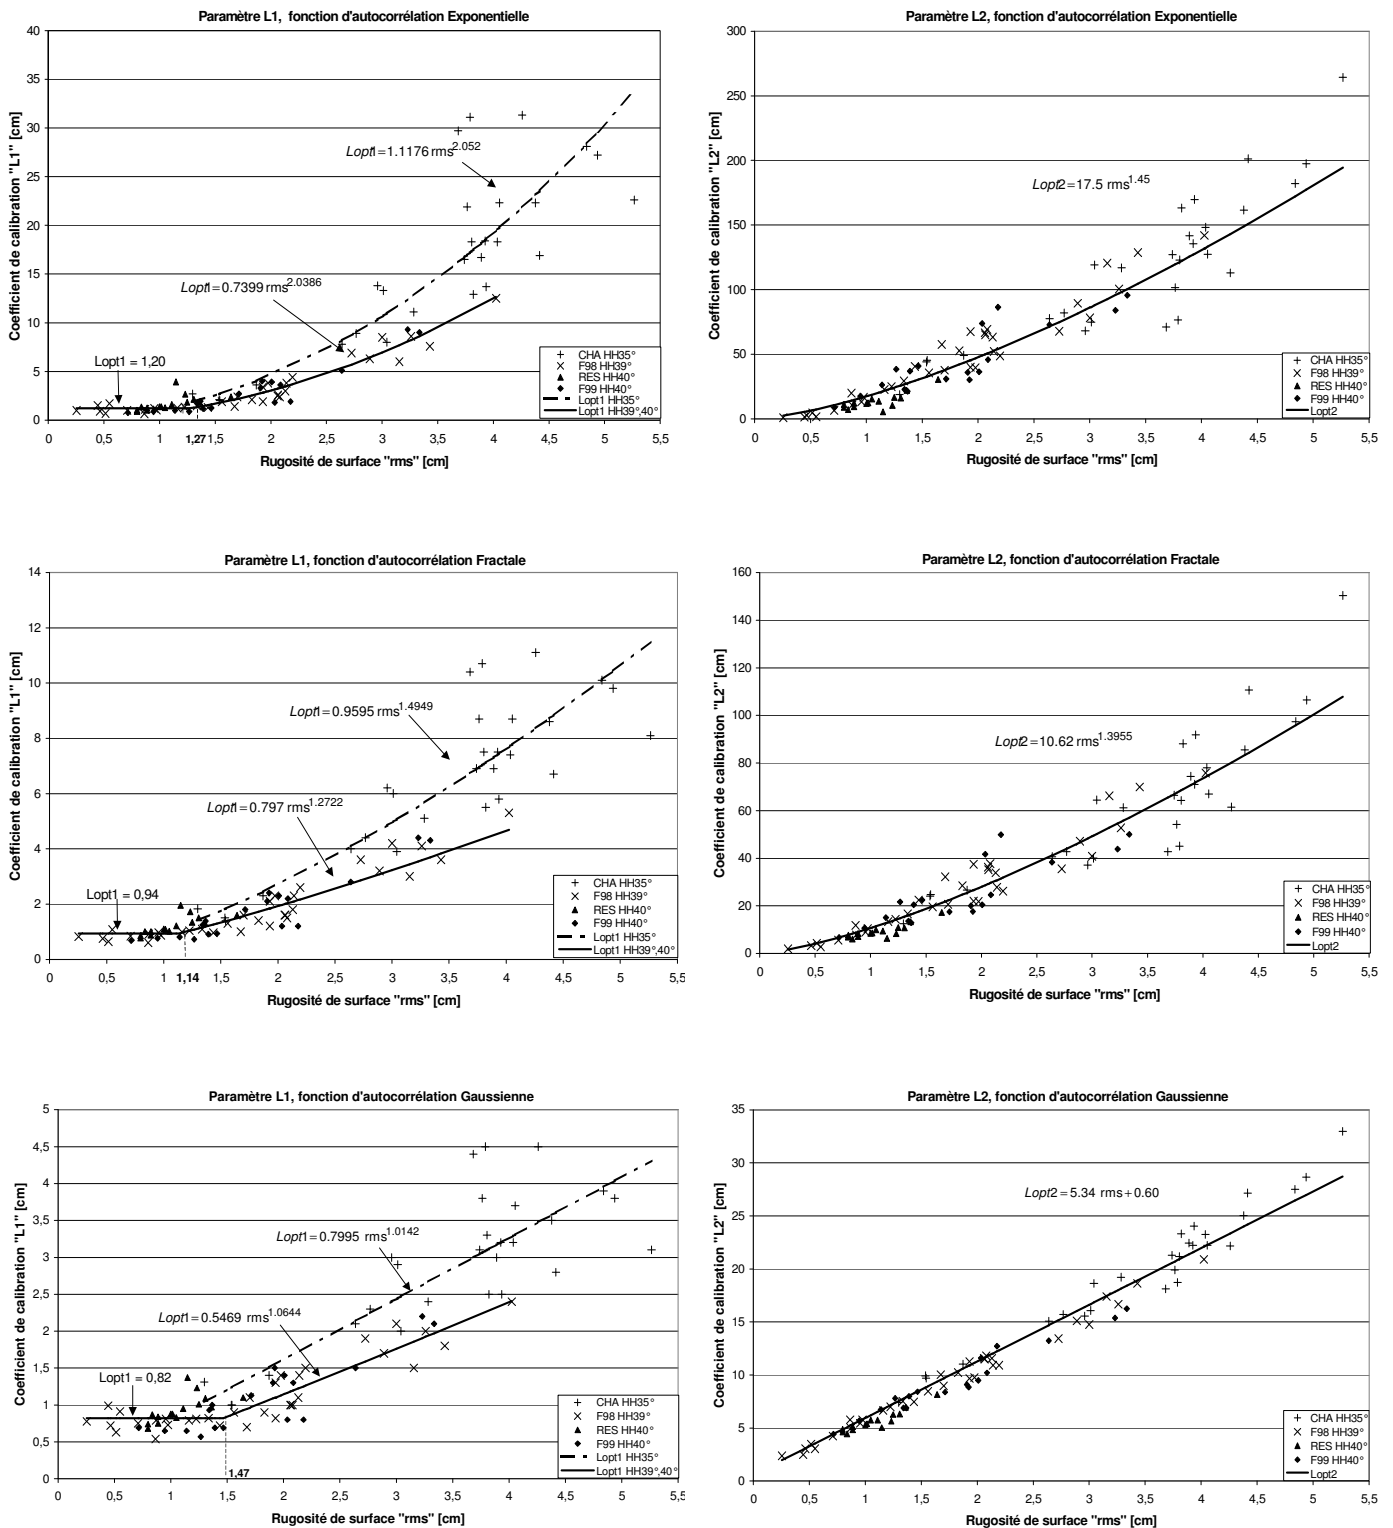 Paramètre L1, fonction d'autocorrélation Exponentielle
Coefficient de calibration "L1" [cm]
40
35
30
25
20
15
10
5
0
Lopt1=1.1176 rms^2.052
Lopt1=0.7399 rms^2.0386
Lopt1 = 1,20
CHA HH35°
F98 HH39°
RES HH40°
F99 HH40°
Lopt1 HH35°
Lopt1 HH39°,40°
0 0,5 1 1,27 2 2,5 3 3,5 4 4,5 5 5,5
Rugosité de surface "rms" [cm]
Paramètre L2, fonction d'autocorrélation Exponentielle
Coefficient de calibration "L2" [cm]
300
250
200
150
100
50
0
Lopt2=17.5 rms^1.45
CHA HH35°
F98 HH39°
RES HH40°
F99 HH40°
Lopt2
0 0,5 1 1,5 2 2,5 3 3,5 4 4,5 5 5,5
Rugosité de surface "rms" [cm]
Paramètre L1, fonction d'autocorrélation Fractale
Coefficient de calibration "L1" [cm]
14
12
10
8
6
4
2
0
Lopt1=0.9595 rms^1.4949
Lopt1=0.797 rms^1.2722
Lopt1 = 0,94
CHA HH35°
F98 HH39°
RES HH40°
F99 HH40°
Lopt1 HH35°
Lopt1 HH39°,40°
0 0,5 1 1,14 1,5 2 2,5 3 3,5 4 4,5 5 5,5
Rugosité de surface "rms" [cm]
Paramètre L2, fonction d'autocorrélation Fractale
Coefficient de calibration "L2" [cm]
160
140
120
100
80
60
40
20
0
Lopt2=10.62 rms^1.3955
CHA HH35°
F98 HH39°
RES HH40°
F99 HH40°
Lopt2
0 0,5 1 1,5 2 2,5 3 3,5 4 4,5 5 5,5
Rugosité de surface "rms" [cm]
Paramètre L1, fonction d'autocorrélation Gaussienne
Coefficient de calibration "L1" [cm]
5
4,5
4
3,5
3
2,5
2
1,5
1
0,5
0
Lopt1=0.7995 rms^1.0142
Lopt1=0.5469 rms^1.0644
Lopt1 = 0,82
1,47
CHA HH35°
F98 HH39°
RES HH40°
F99 HH40°
Lopt1 HH35°
Lopt1 HH39°,40°
0 0,5 1 1,5 2 2,5 3 3,5 4 4,5 5 5,5
Rugosité de surface "rms" [cm]
Paramètre L2, fonction d'autocorrélation Gaussienne
Coefficient de calibration "L2" [cm]
35
30
25
20
15
10
5
0
Lopt2=5.34 rms+0.60
CHA HH35°
F98 HH39°
RES HH40°
F99 HH40°
Lopt2
0 0,5 1 1,5 2 2,5 3 3,5 4 4,5 5 5,5
Rugosité de surface "rms" [cm]